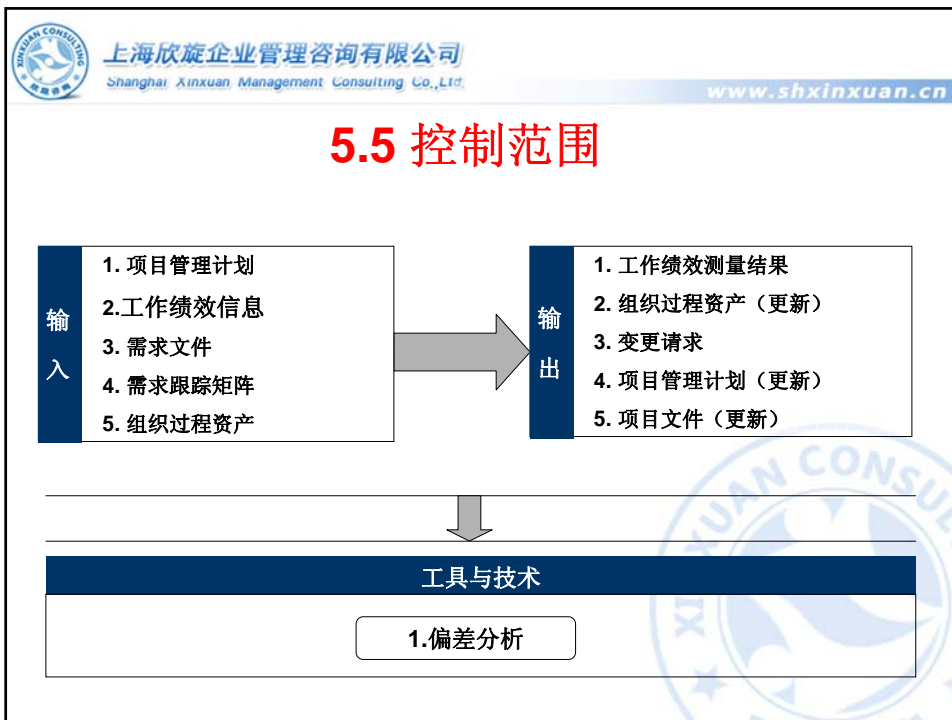 XINXUAN CONSULTING
欣旋咨询
上海欣旋企业管理咨询有限公司
Shanghai Xinxuan Management Consulting Co.,Ltd.
www.shxinxuan.cn
5.5 控制范围
输入
1. 项目管理计划
2.工作绩效信息
3. 需求文件
4. 需求跟踪矩阵
5. 组织过程资产
输出
1. 工作绩效测量结果
2. 组织过程资产（更新）
3. 变更请求
4. 项目管理计划（更新）
5. 项目文件（更新）
工具与技术
1.偏差分析